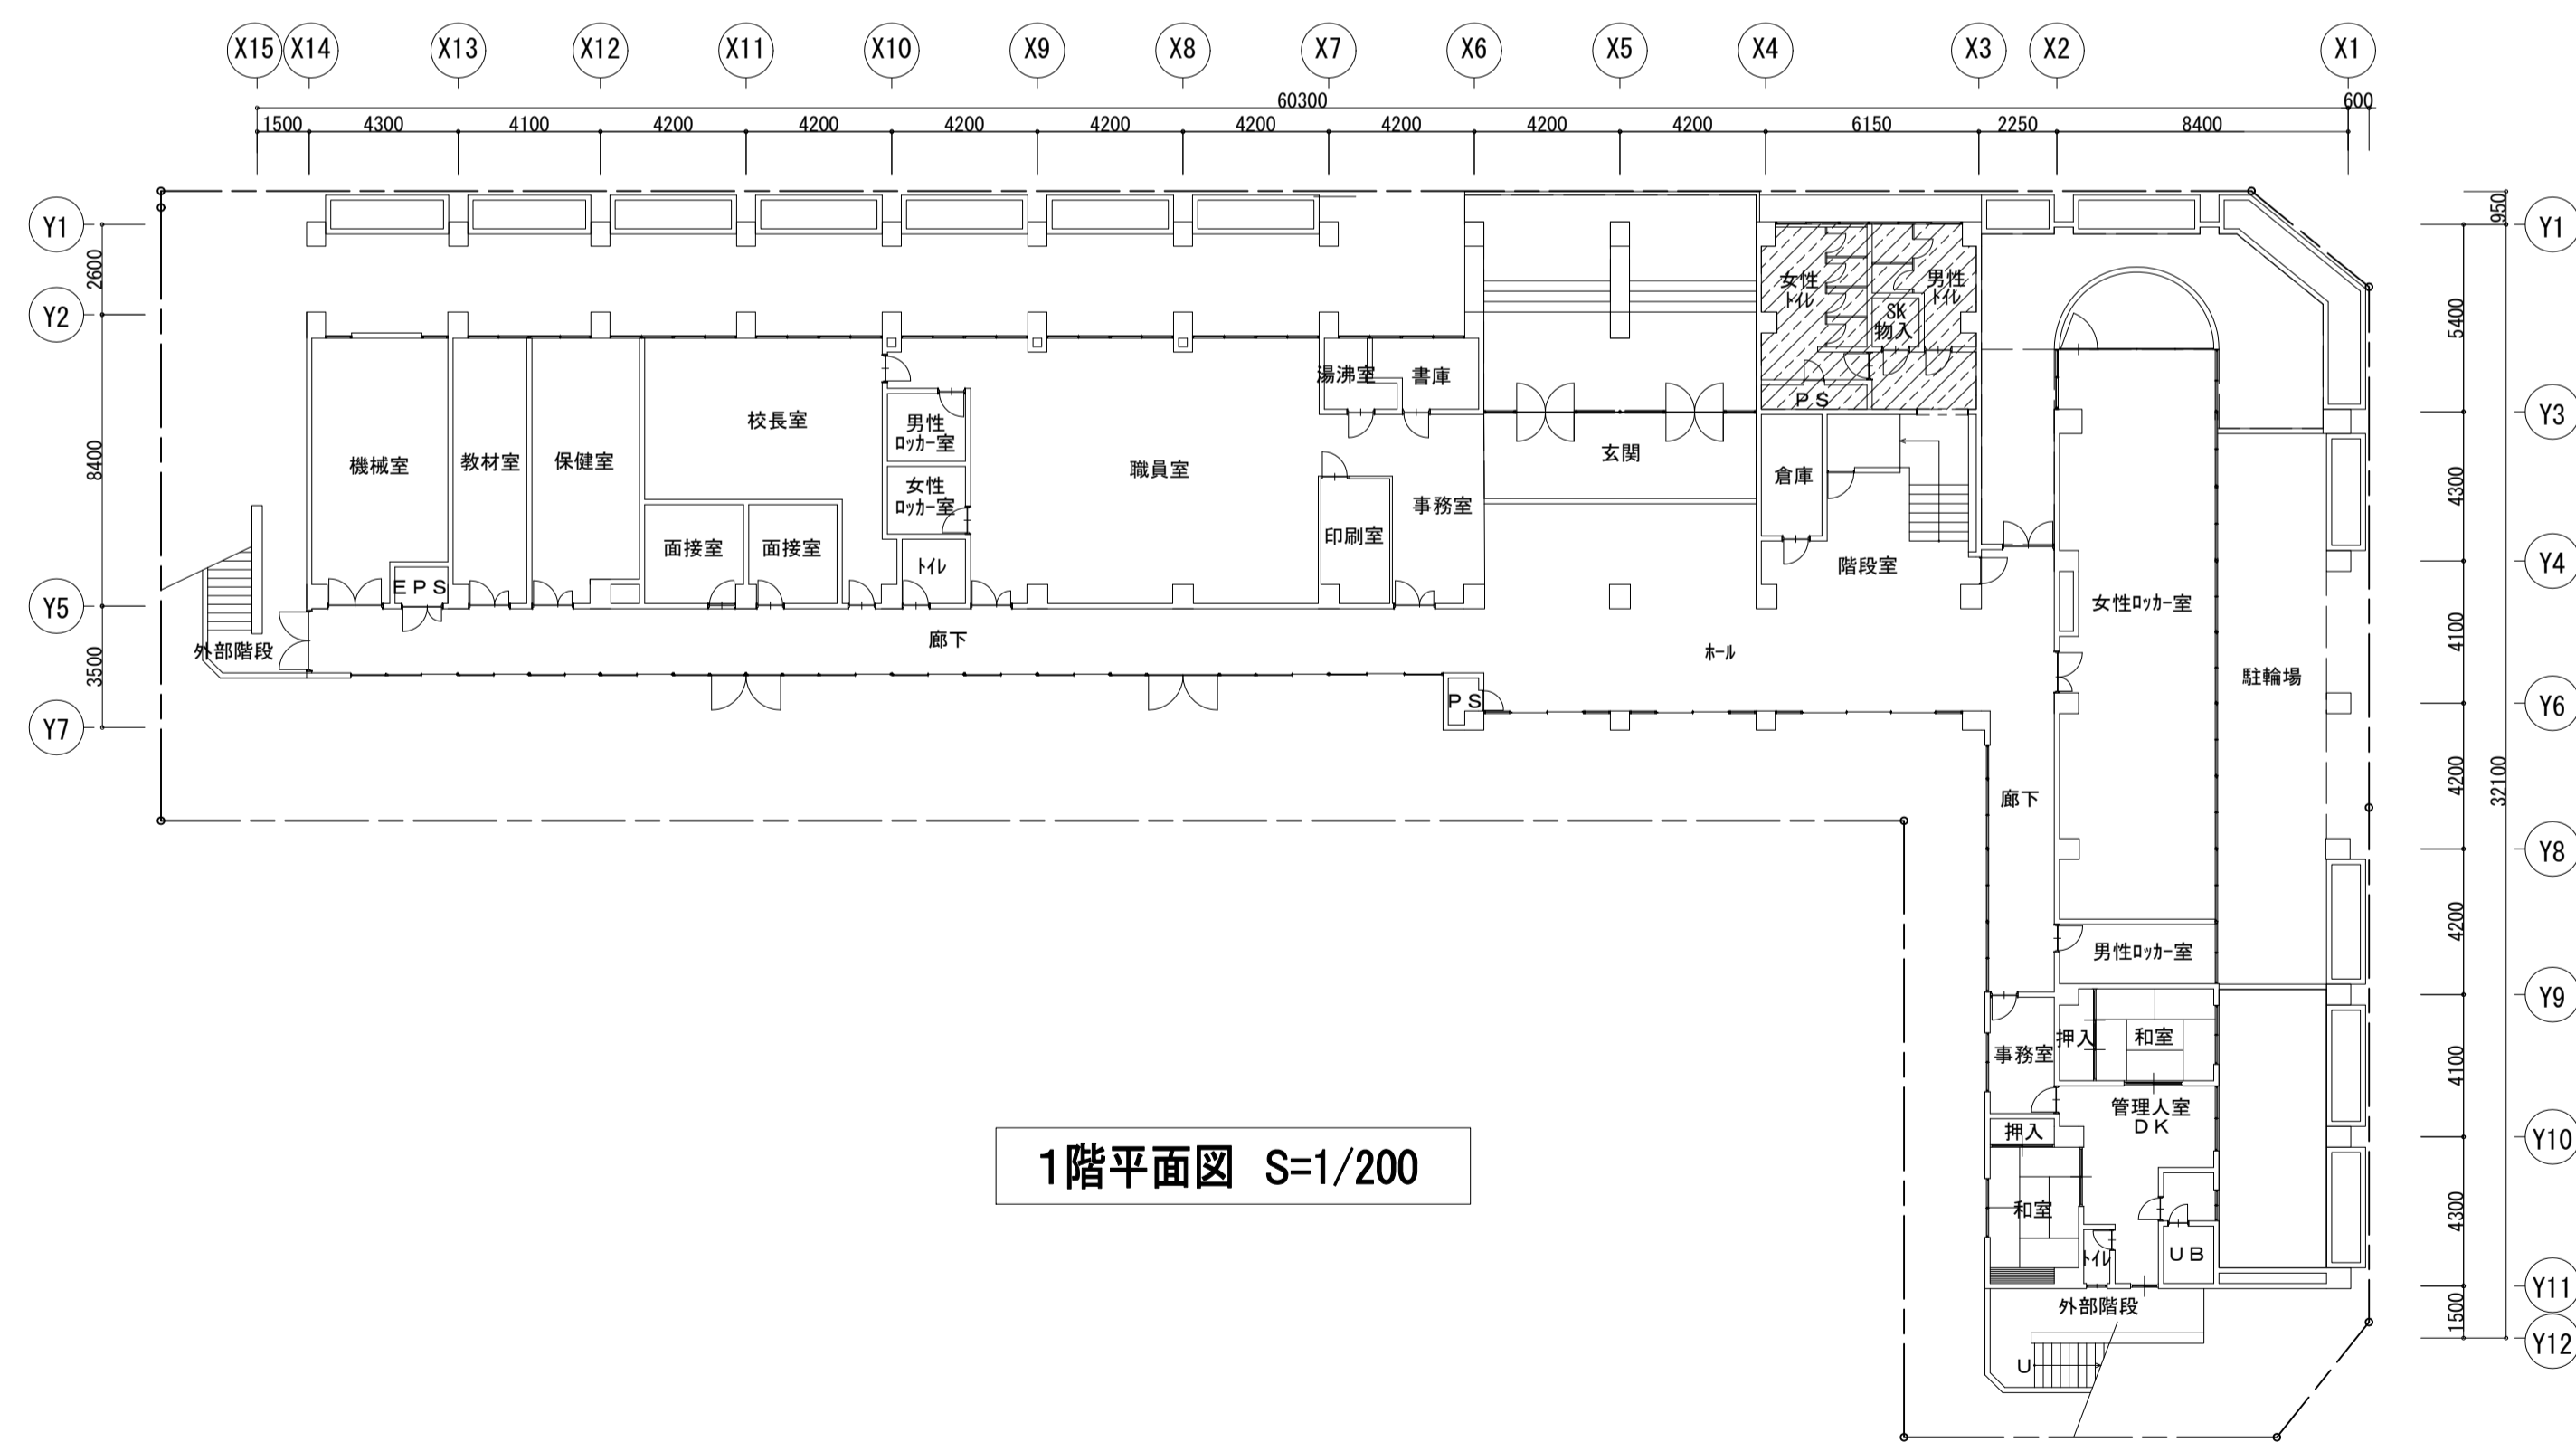 X15 X14 X13 X12 X11 X10 X9 X8 X7 X6 X5 X4 X3 X2 X1
60300 600
1500 4300 4100 4200 4200 4200 4200 4200 4200 4200 4200 6150 2250 8400
Y1
2600
Y2
8400
Y5
3500
Y7
950
Y1
5400
Y3
4300
Y4
4100
Y6
4200
32100
Y8
4200
Y9
4100
Y10
4300
Y11
1500
Y12
女性
トイレ
男性
トイレ
SK
物入
PS
湯沸室
書庫
校長室
男性
ロッカー室
機械室
教材室
保健室
職員室
玄関
倉庫
女性
ロッカー室
事務室
印刷室
面接室
面接室
トイレ
階段室
EPS
女性ロッカー室
外部階段
廊下
ホール
駐輪場
PS
廊下
男性ロッカー室
押入
和室
事務室
管理人室
DK
押入
和室
トイレ
UB
外部階段
U
1階平面図 S=1/200